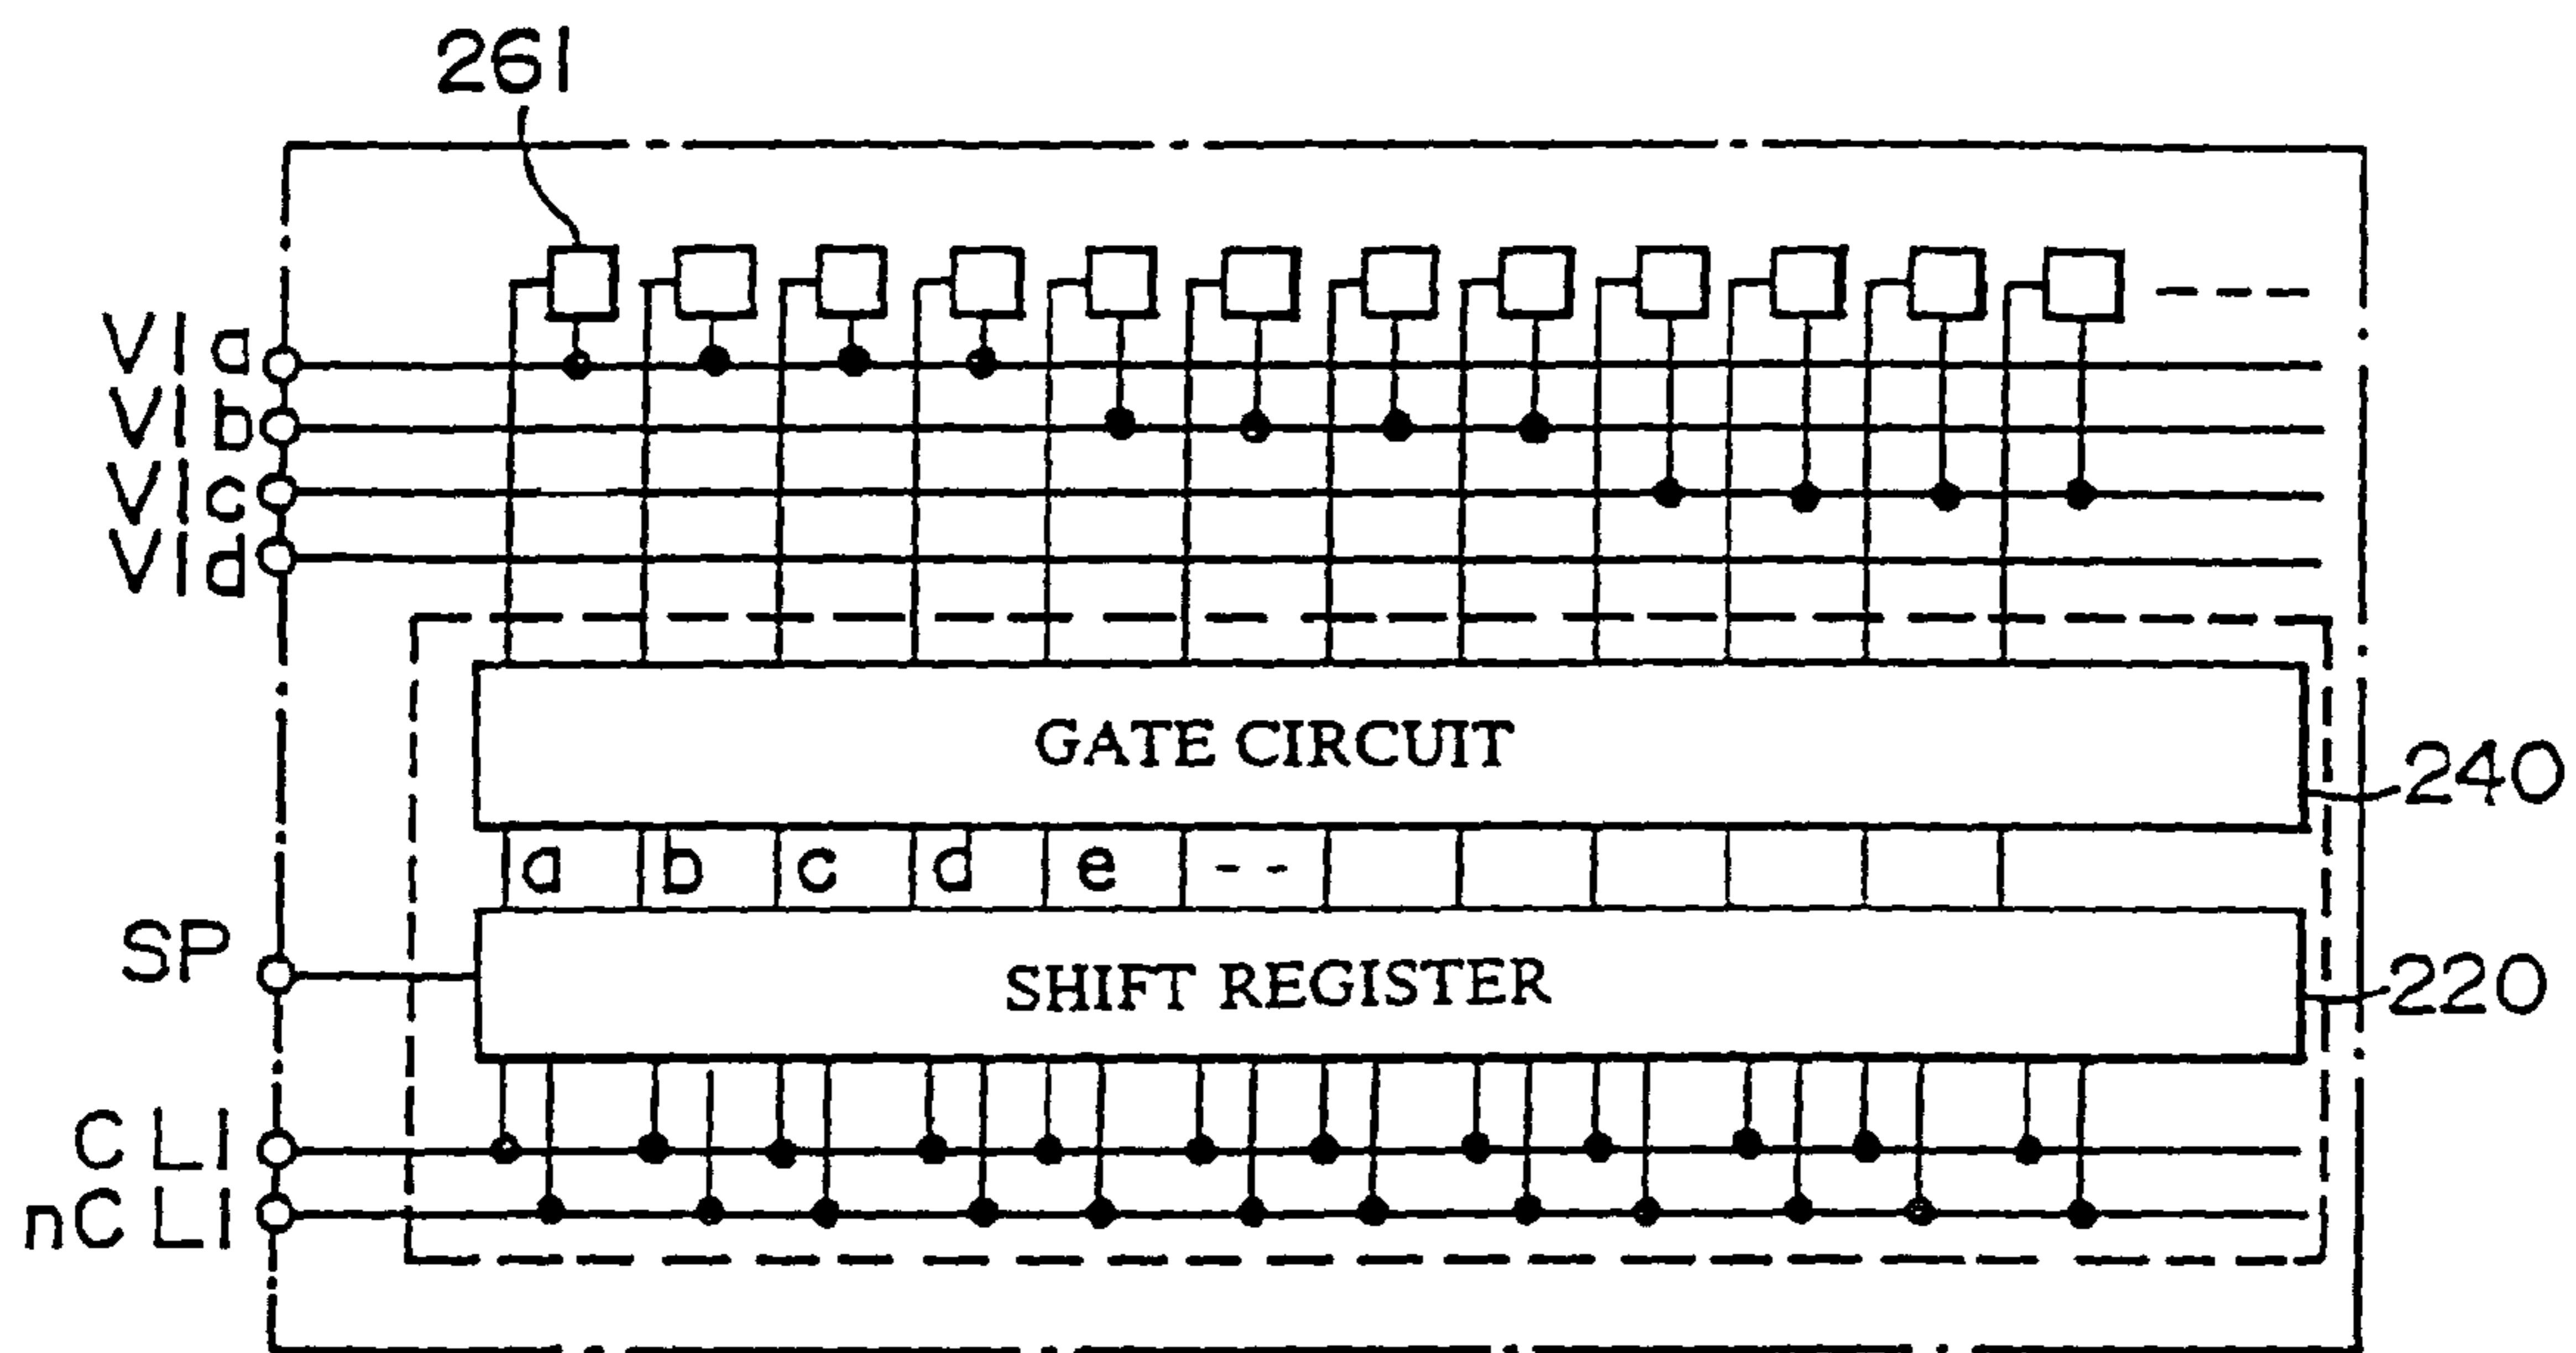 261
VIa
VIb
VIc
VId
GATE CIRCUIT
240
a b c d e --
SP
SHIFT REGISTER
220
CLI
nCLI